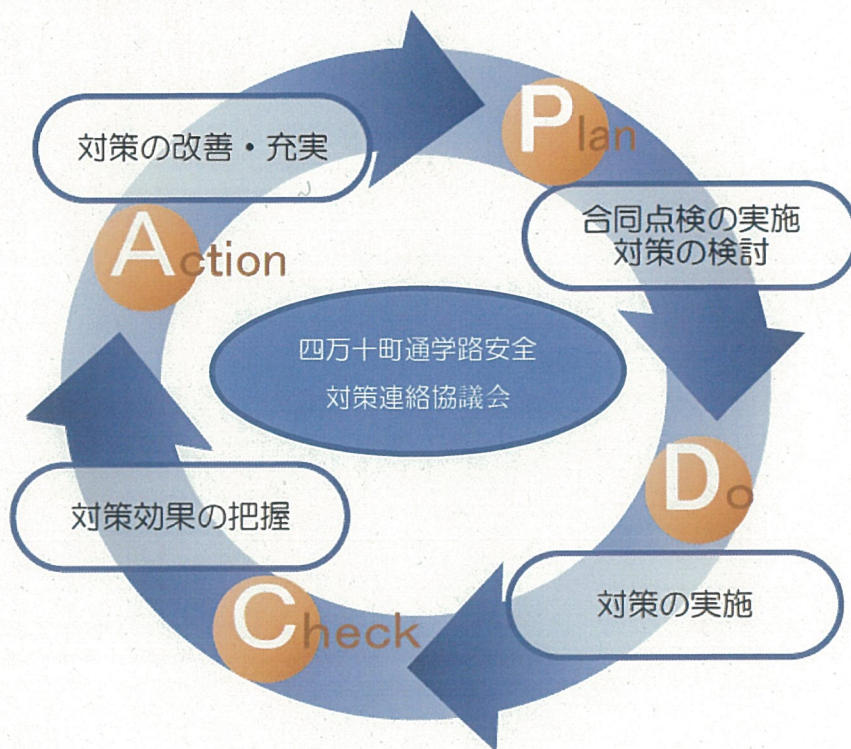 対策の改善・充実
Plan
合同点検の実施
対策の検討
Action
四万十町通学路安全
対策連絡協議会
Do
対策効果の把握
対策の実施
Check